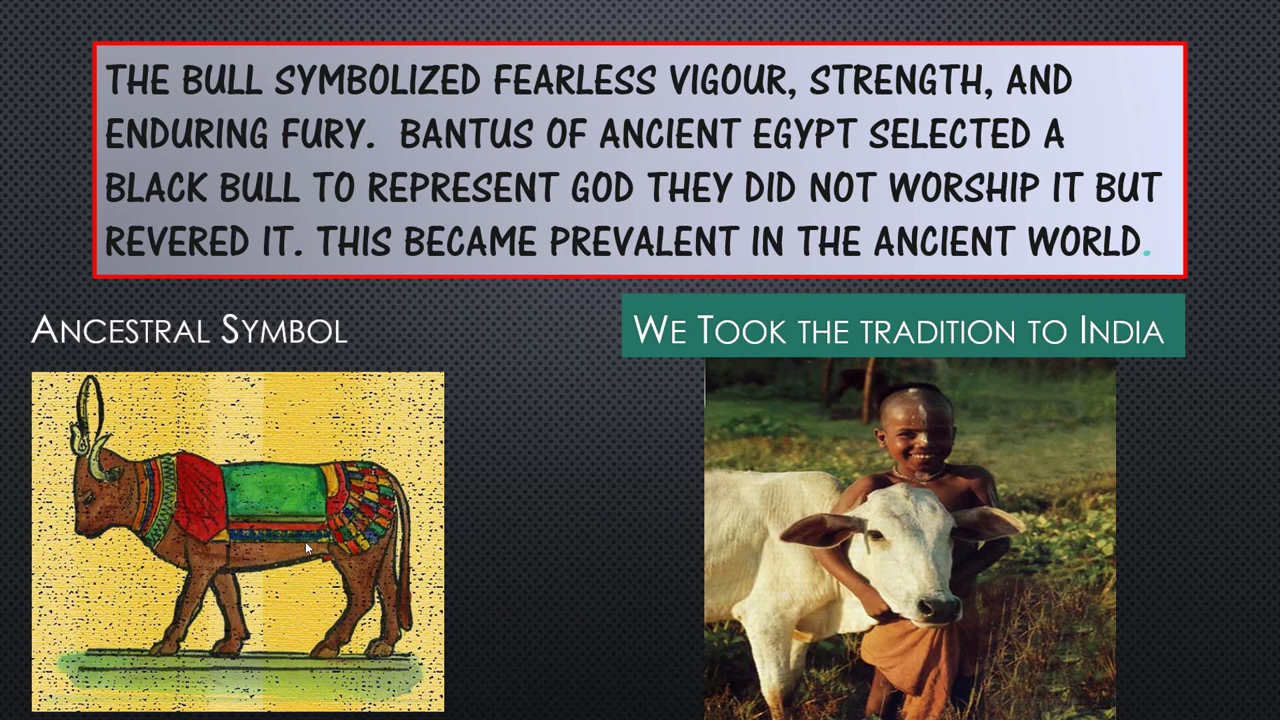 THE BULL SYMBOLIZED FEARLESS VIGOUR, STRENGTH, AND
ENDURING FURY. BANTUS OF ANCIENT EGYPT SELECTED A
BLACK BULL TO REPRESENT GOD THEY DID NOT WORSHIP IT BUT
REVERED IT. THIS BECAME PREVALENT IN THE ANCIENT WORLD.
ANCESTRAL SYMBOL
WE TOOK THE TRADITION TO INDIA